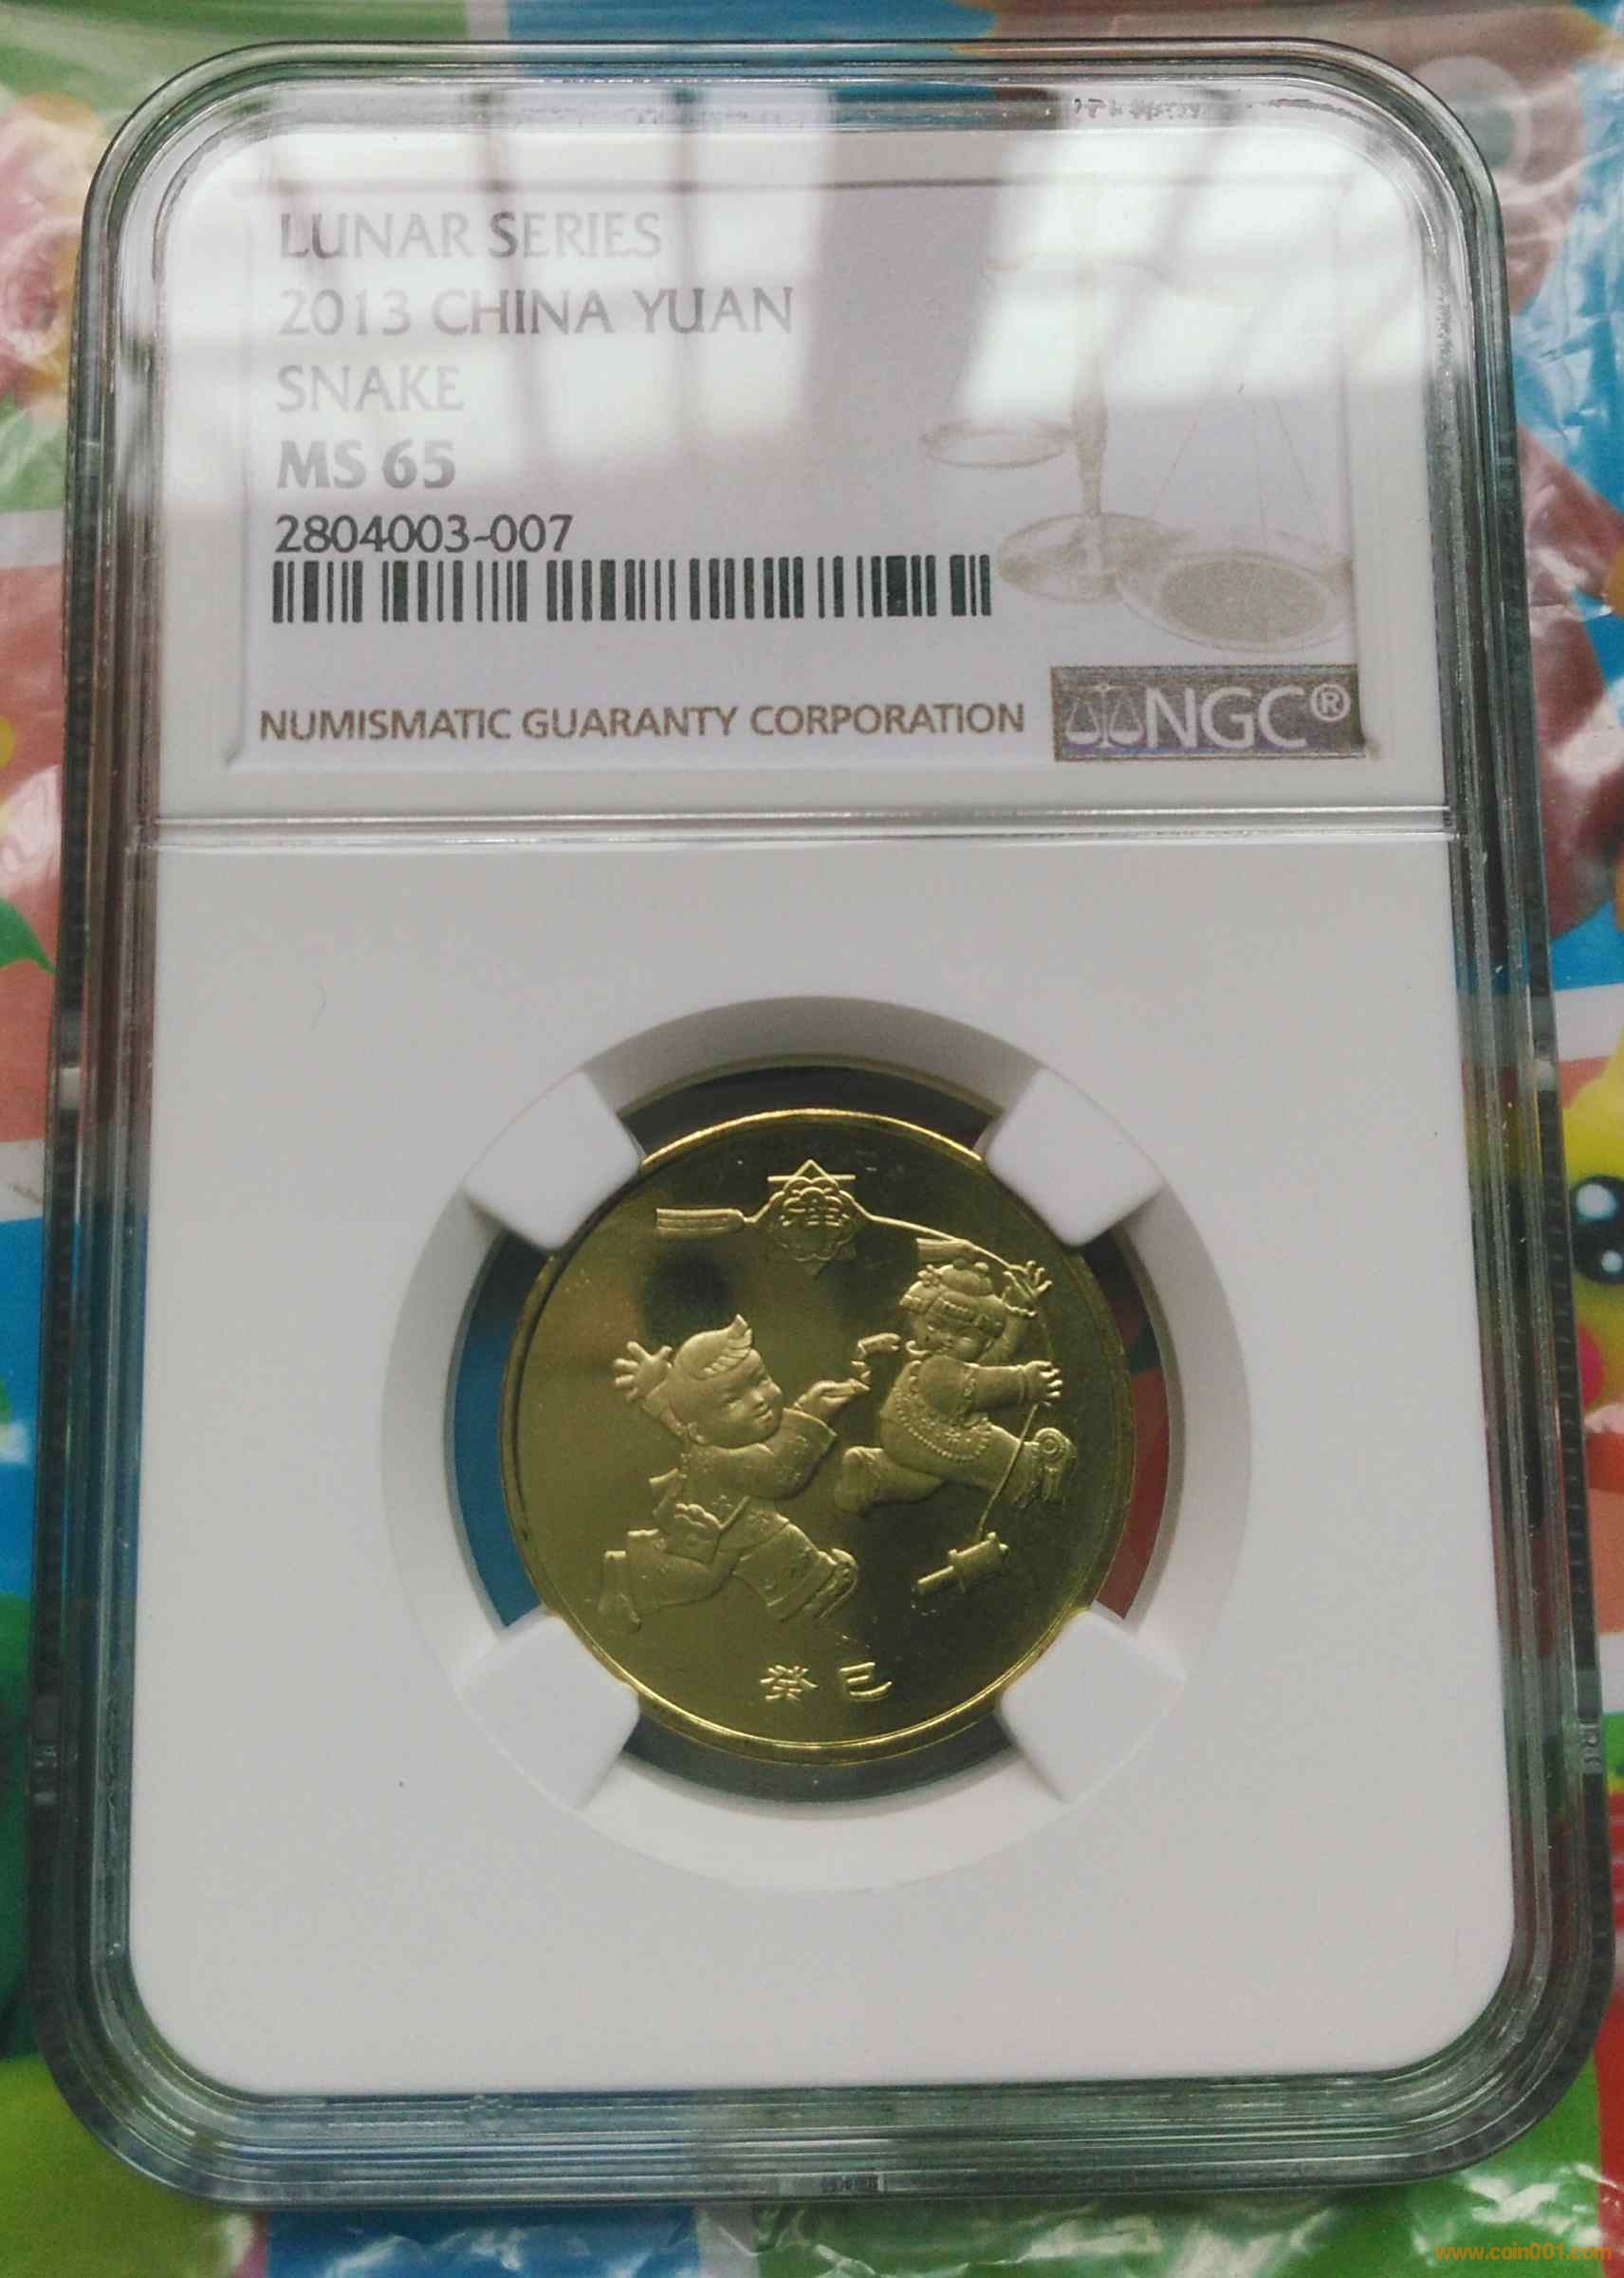 LUNAR SERIES
2013 CHINA YUAN
SNAKE
MS 65
2804003-007
NUMISMATIC GUARANTY CORPORATION
NGC®
癸巳
www.coin001.com